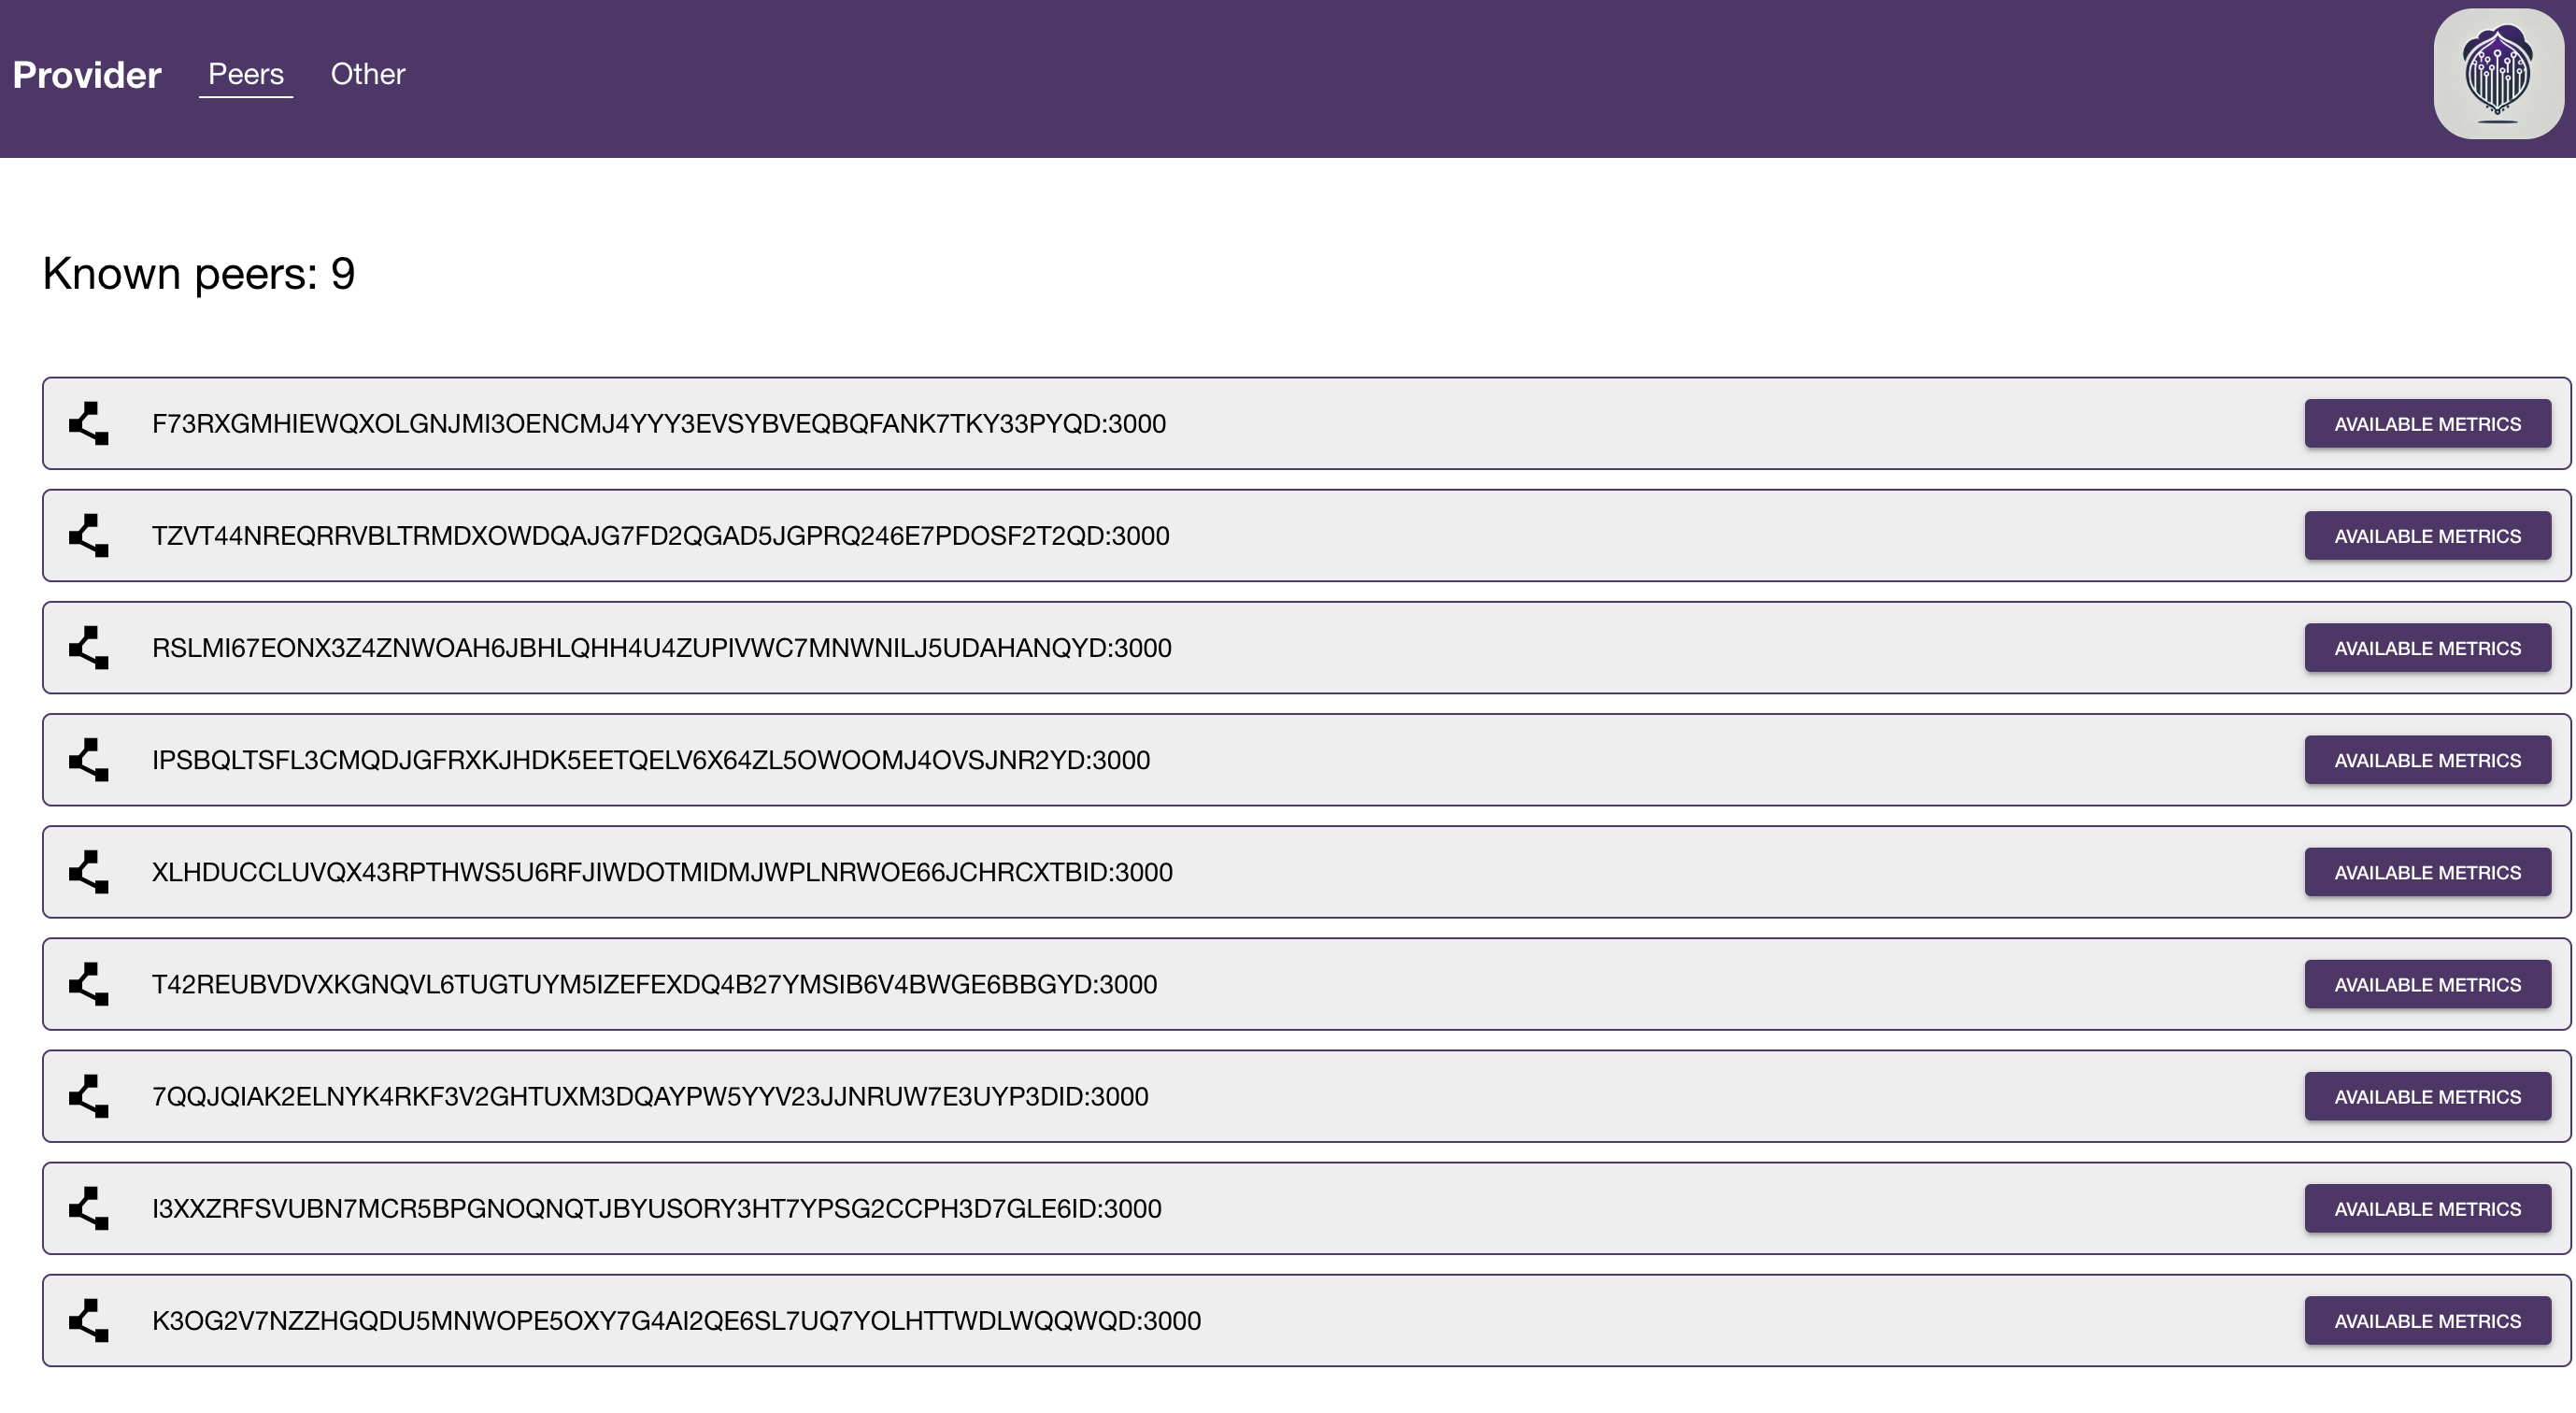 Provider Peers Other
Known peers: 9
F73RXGMHIEWQXOLGNJMI3OENCMJ4YYY3EVSYBVEQBQFANK7TKY33PYQD:3000 AVAILABLE METRICS
TZVT44NREQRRVBLTRMDXOWDQAJG7FD2QGAD5JGPRQ246E7PDOSF2T2QD:3000 AVAILABLE METRICS
RSLMI67EONX3Z4ZNWOAH6JBHLQHH4U4ZUPIVWC7MNWNILJ5UDAHANQYD:3000 AVAILABLE METRICS
IPSBQLTSFL3CMQDJGFRXKJHDK5EETQELV6X64ZL5OWOOMJ4OVSJNR2YD:3000 AVAILABLE METRICS
XLHDUCCLUVQX43RPTHWS5U6RFJIWDOTMIDMJWPLNRWOE66JCHRCXTBID:3000 AVAILABLE METRICS
T42REUBVDVXKGNQVL6TUGTUYM5IZEFEXDQ4B27YMSIB6V4BWGE6BBGYD:3000 AVAILABLE METRICS
7QQJQIAK2ELNYK4RKF3V2GHTUXM3DQAYPW5YYV23JJNRUW7E3UYP3DID:3000 AVAILABLE METRICS
I3XXZRFSVUBN7MCR5BPGNOQNQTJBYUSORY3HT7YPSG2CCPH3D7GLE6ID:3000 AVAILABLE METRICS
K3OG2V7NZZHGQDU5MNWOPE5OXY7G4AI2QE6SL7UQ7YOLHTTWDLWQQWQD:3000 AVAILABLE METRICS